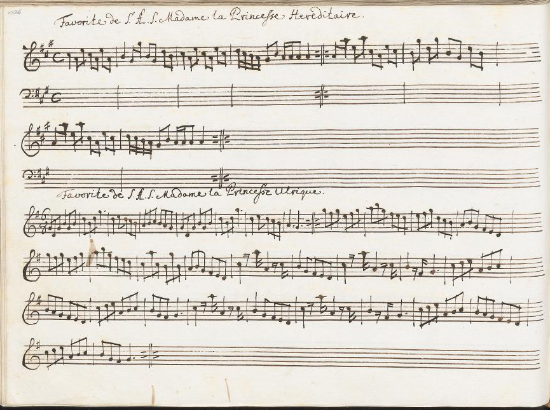 Favorite de S. A. S. Madame la Princesse Hereditaire.
Favorite de S. A. S. Madame la Princesse Ulrique.